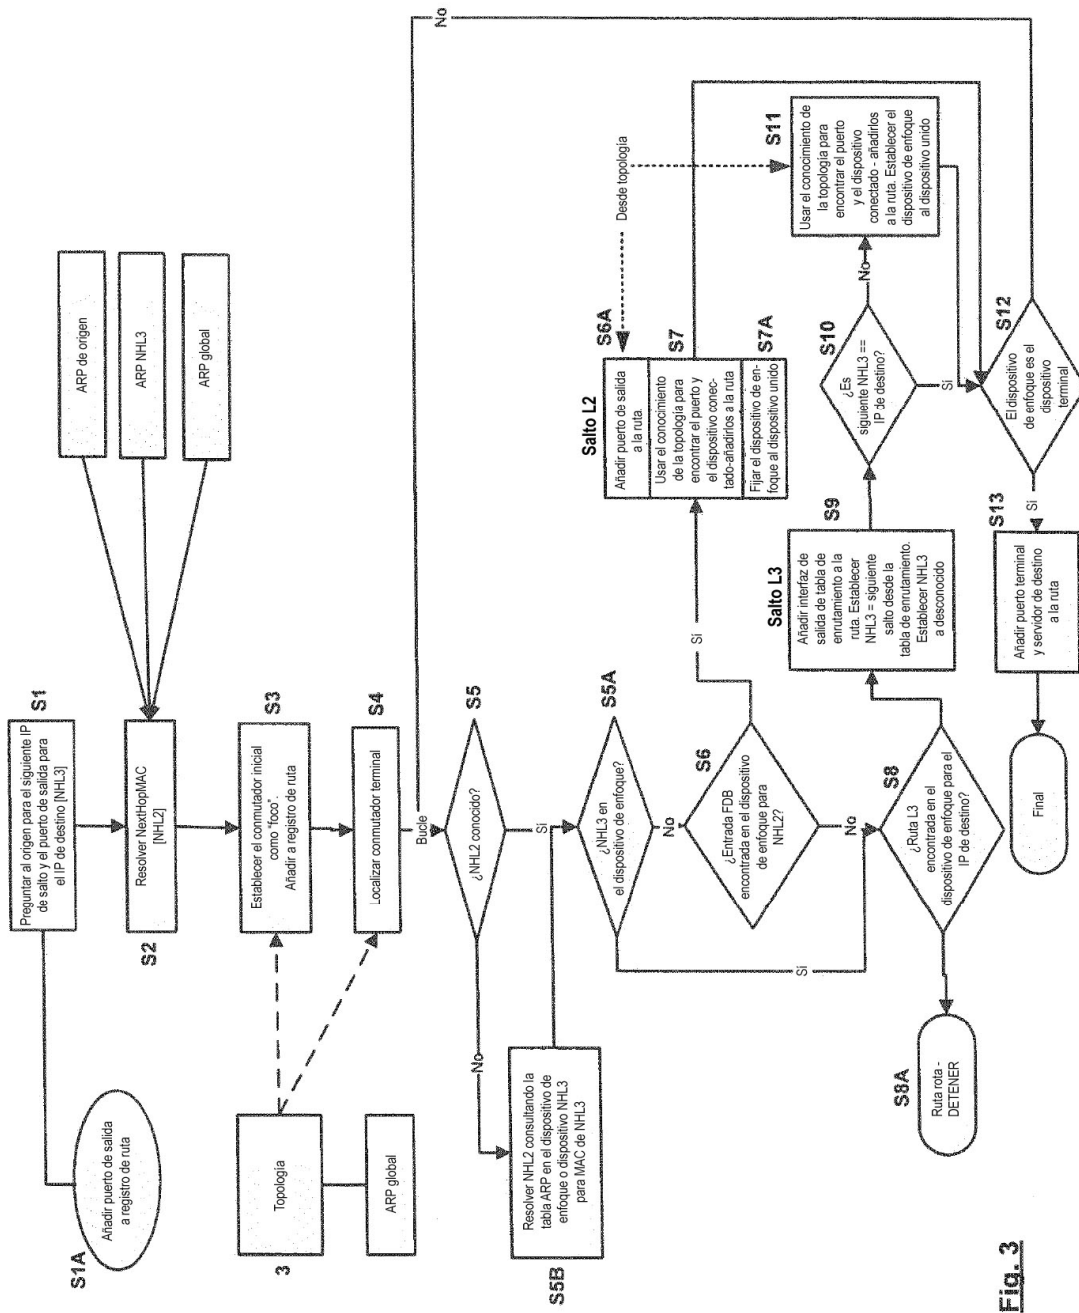 S1
Preguntar al origen para el siguiente IP
de salto y el puerto de salida para
el IP de destino [NHL3]
S1A
Añadir puerto de salida
a registro de ruta
S2
Resolver NextHopMAC
[NHL2]
ARP de origen
ARP NHL3
ARP global
S3
Establecer el conmutador inicial
como "foco".
Añadir a registro de ruta
3
Topología
ARP global
S4
Localizar conmutador terminal
Bucle
S5
¿NHL2 conocido?
No
Si
S5B
Resolver NHL2 consultando la
tabla ARP en el dispositivo de
enfoque o dispositivo NHL3
para MAC de NHL3
S5A
¿NHL3 en
el dispositivo de enfoque?
No
Si
S6
¿Entrada FDB
encontrada en el dispositivo
de enfoque para
NHL2?
Si
No
Salto L2
S6A
Añadir puerto de salida
a la ruta.
S7
Usar el conocimiento
de la topología para
encontrar el puerto y
el dispositivo conec-
tado-añadirlos a la ruta
S7A
Fijar el dispositivo de en-
foque al dispositivo unido
Desde topología
S8
¿Ruta L3
encontrada en el
dispositivo de enfoque para el
IP de destino?
S8A
Ruta rota -
DETENER
Salto L3
S9
Añadir interfaz de
salida de tabla de
enrutamiento a la
ruta. Establecer
NHL3 = siguiente
salto desde la
tabla de enrutamiento.
Establecer NHL3
a desconocido
S10
¿Es
siguiente NHL3 ==
IP de destino?
No
Si
S11
Usar el conocimiento de
la topología para
encontrar el puerto
y el dispositivo
conectado - añadirlos
a la ruta. Establecer el
dispositivo de enfoque
al dispositivo unido
S12
El dispositivo
de enfoque es el
dispositivo
terminal
No
Si
S13
Añadir puerto terminal
y servidor de destino
a la ruta
Final
Fig. 3